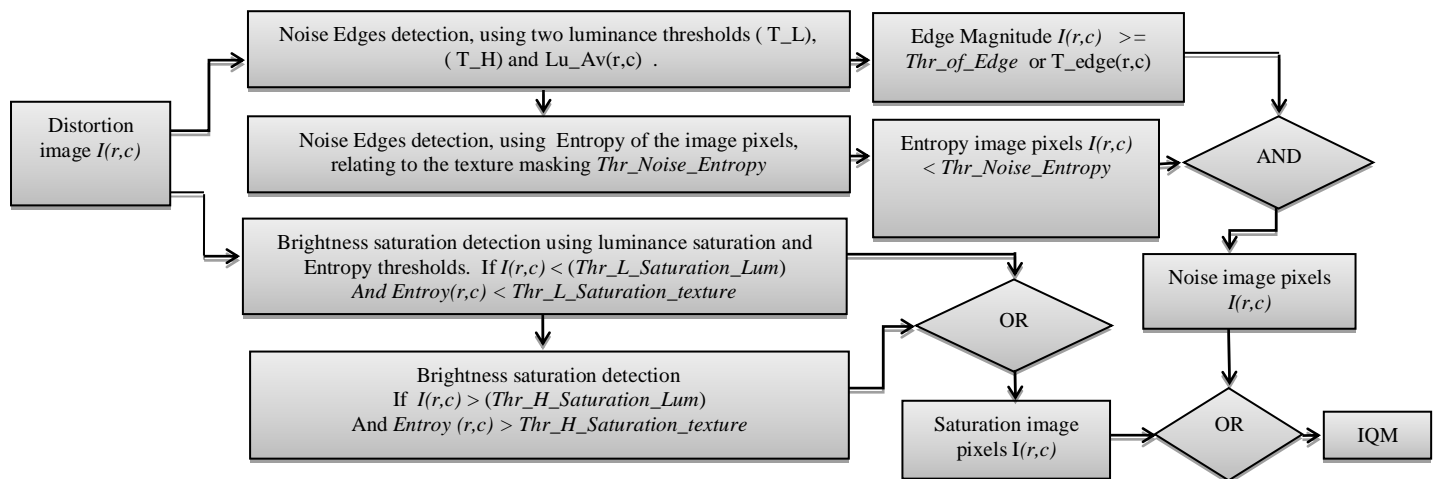 Distortion
image I(r,c)
Noise Edges detection, using two luminance thresholds ( T_L),
( T_H) and Lu_Av(r,c) .
Edge Magnitude I(r,c) >=
Thr_of_Edge or T_edge(r,c)
Noise Edges detection, using Entropy of the image pixels,
relating to the texture masking Thr_Noise_Entropy
Entropy image pixels I(r,c)
< Thr_Noise_Entropy
AND
Brightness saturation detection using luminance saturation and
Entropy thresholds. If I(r,c) < (Thr_L_Saturation_Lum)
And Entroy(r,c) < Thr_L_Saturation_texture
OR
Noise image pixels
I(r,c)
Brightness saturation detection
If I(r,c) > (Thr_H_Saturation_Lum)
And Entroy (r,c) > Thr_H_Saturation_texture
Saturation image
pixels I(r,c)
OR
IQM